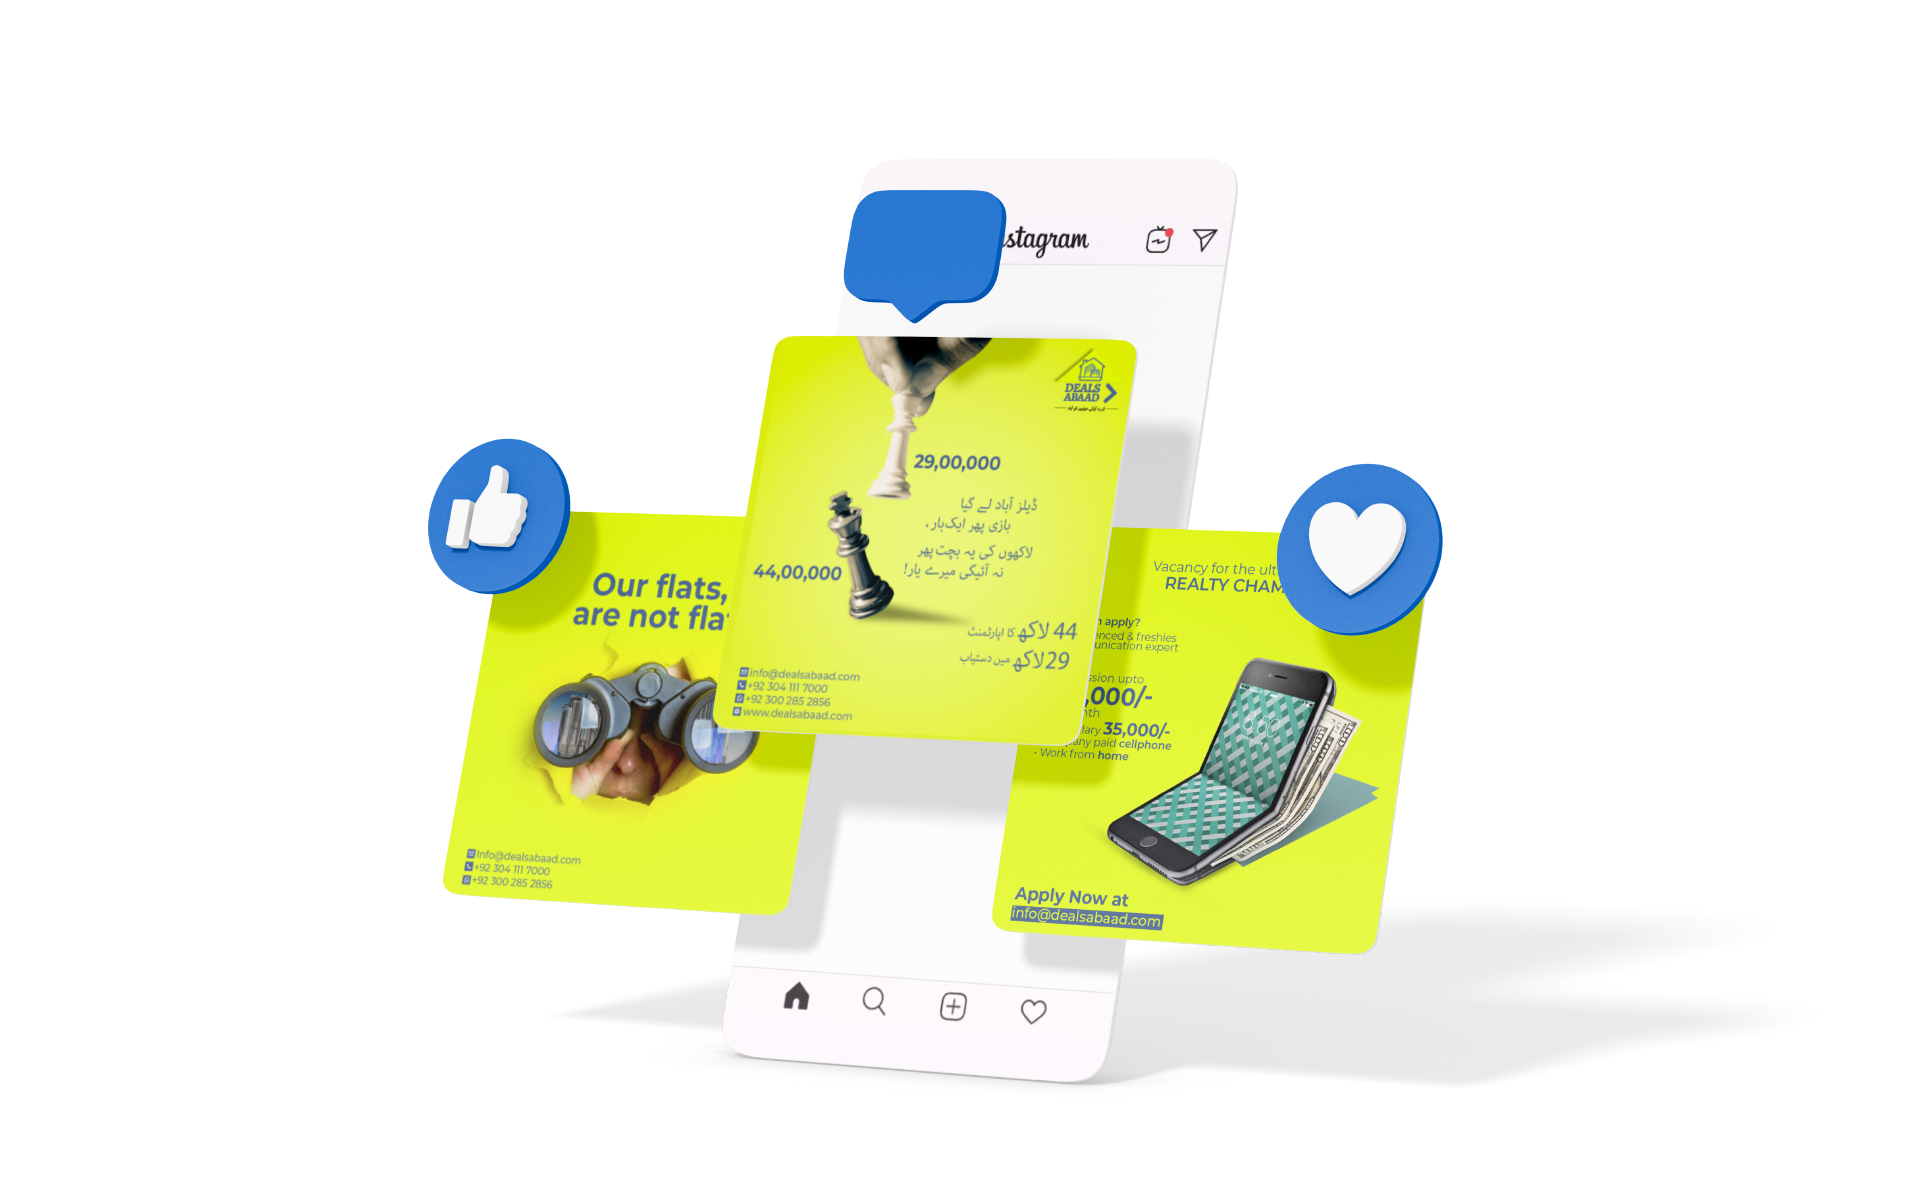 stagram
DEALS
ABAAD
29,00,000
ڈیلز آباد لے گیا
بازی پھر ایک بار،
لاکھوں کی یہ بچت پھر
نہ آئیگی میرے یار!
44,00,000
44 لاکھ کا اپارٹمنٹ
29 لاکھ میں دستیاب
info@dealsabaad.com
+92 304 111 7000
+92 300 285 2856
www.dealsabaad.com
Our flats,
are not fla
info@dealsabaad.com
+92 304 111 7000
+92 300 285 2856
Vacancy for the ult
REALTY CHAM
n apply?
enced & freshies
unication expert
ssion upto
,000/-
nth
lary 35,000/-
any paid cellphone
• Work from home
Apply Now at
info@dealsabaad.com